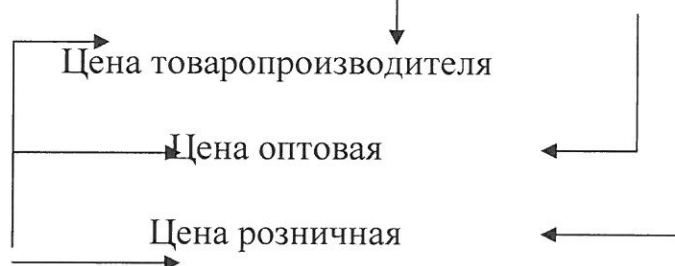 Цена товаропроизводителя
Цена оптовая
Цена розничная